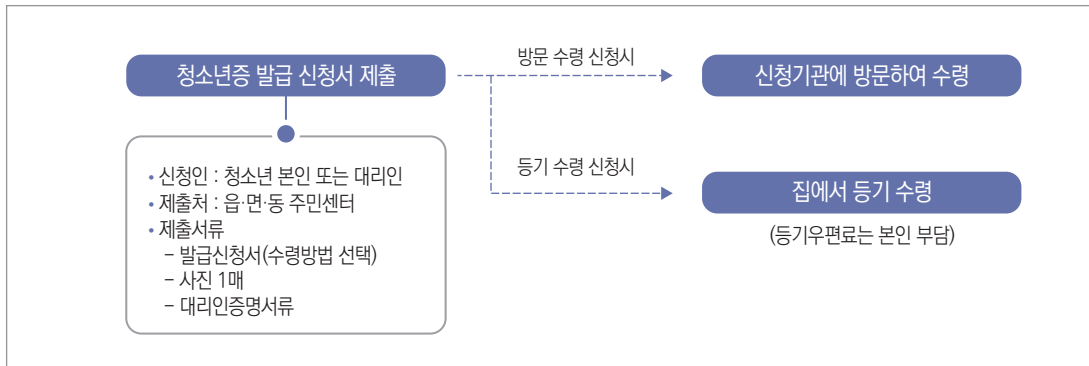 청소년증 발급 신청서 제출
• 신청인 : 청소년 본인 또는 대리인
• 제출처 : 읍·면·동 주민센터
• 제출서류
– 발급신청서(수령방법 선택)
– 사진 1매
– 대리인증명서류
방문 수령 신청시
신청기관에 방문하여 수령
등기 수령 신청시
집에서 등기 수령
(등기우편료는 본인 부담)